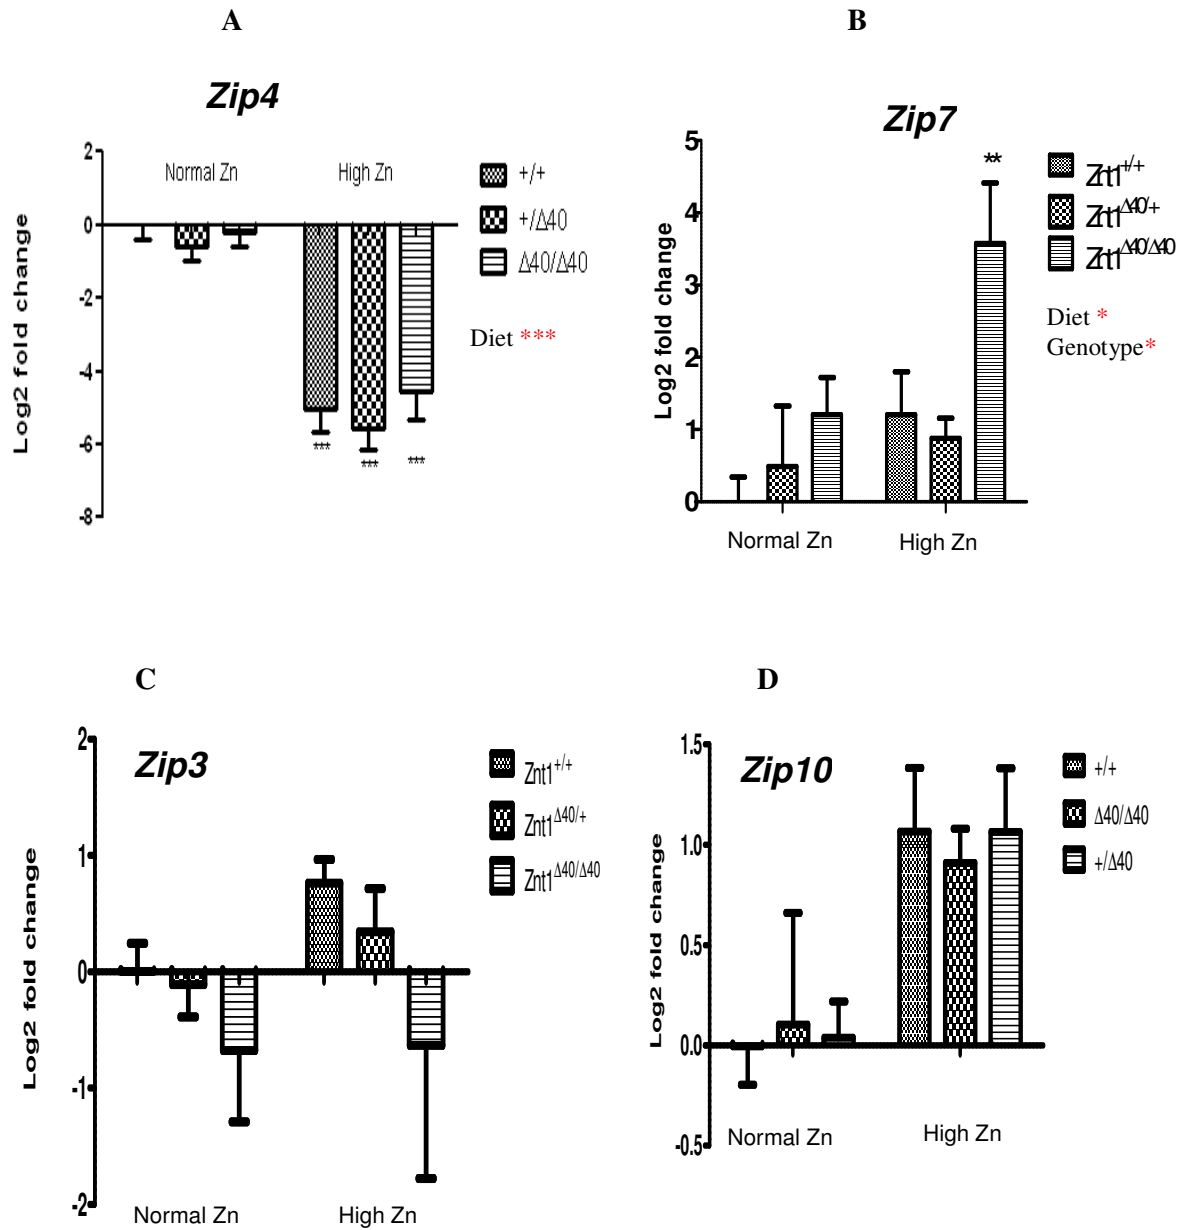 A
B
Zip4
Zip7
2
0
-2
-4
-6
-8
Log2 fold change
Normal Zn
High Zn
***
***
***
+/+
+/Δ40
Δ40/Δ40
Diet ***
5
4
3
2
1
0
Log2 fold change
**
Normal Zn
High Zn
Znt1+/+
Znt1Δ40/+
Znt1Δ40/Δ40
Diet *
Genotype*
C
D
Zip3
2
1
0
-1
-2
Log2 fold change
Normal Zn
High Zn
Znt1+/+
Znt1Δ40/+
Znt1Δ40/Δ40
Zip10
1.5
1.0
0.5
0.0
-0.5
Log2 fold change
Normal Zn
High Zn
+/+
Δ40/Δ40
+/Δ40